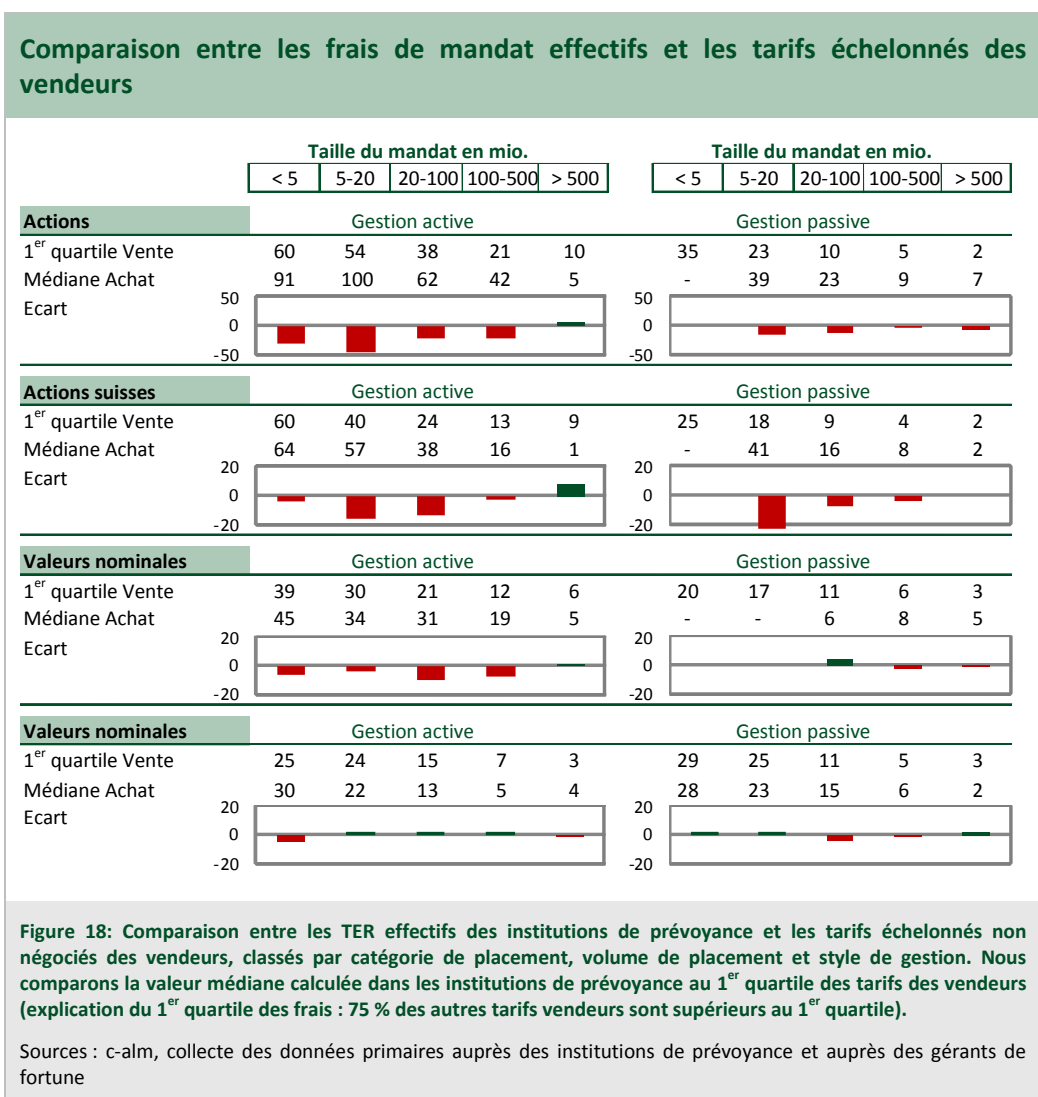 Comparaison entre les frais de mandat effectifs et les tarifs échelonnés des
vendeurs
Taille du mandat en mio. Taille du mandat en mio.
< 5 5-20 20-100 100-500 > 500 < 5 5-20 20-100 100-500 > 500
Actions Gestion active Gestion passive
1er quartile Vente 60 54 38 21 10 35 23 10 5 2
Médiane Achat 91 100 62 42 5 - 39 23 9 7
Ecart 50 50
0 0
-50 -50
Actions suisses Gestion active Gestion passive
1er quartile Vente 60 40 24 13 9 25 18 9 4 2
Médiane Achat 64 57 38 16 1 - 41 16 8 2
Ecart 20 20
0 0
-20 -20
Valeurs nominales Gestion active Gestion passive
1er quartile Vente 39 30 21 12 6 20 17 11 6 3
Médiane Achat 45 34 31 19 5 - - 6 8 5
Ecart 20 20
0 0
-20 -20
Valeurs nominales Gestion active Gestion passive
1er quartile Vente 25 24 15 7 3 29 25 11 5 3
Médiane Achat 30 22 13 5 4 28 23 15 6 2
Ecart 20 20
0 0
-20 -20
Figure 18: Comparaison entre les TER effectifs des institutions de prévoyance et les tarifs échelonnés non
négociés des vendeurs, classés par catégorie de placement, volume de placement et style de gestion. Nous
comparons la valeur médiane calculée dans les institutions de prévoyance au 1er quartile des tarifs des vendeurs
(explication du 1er quartile des frais : 75 % des autres tarifs vendeurs sont supérieurs au 1er quartile).
Sources : c-alm, collecte des données primaires auprès des institutions de prévoyance et auprès des gérants de
fortune